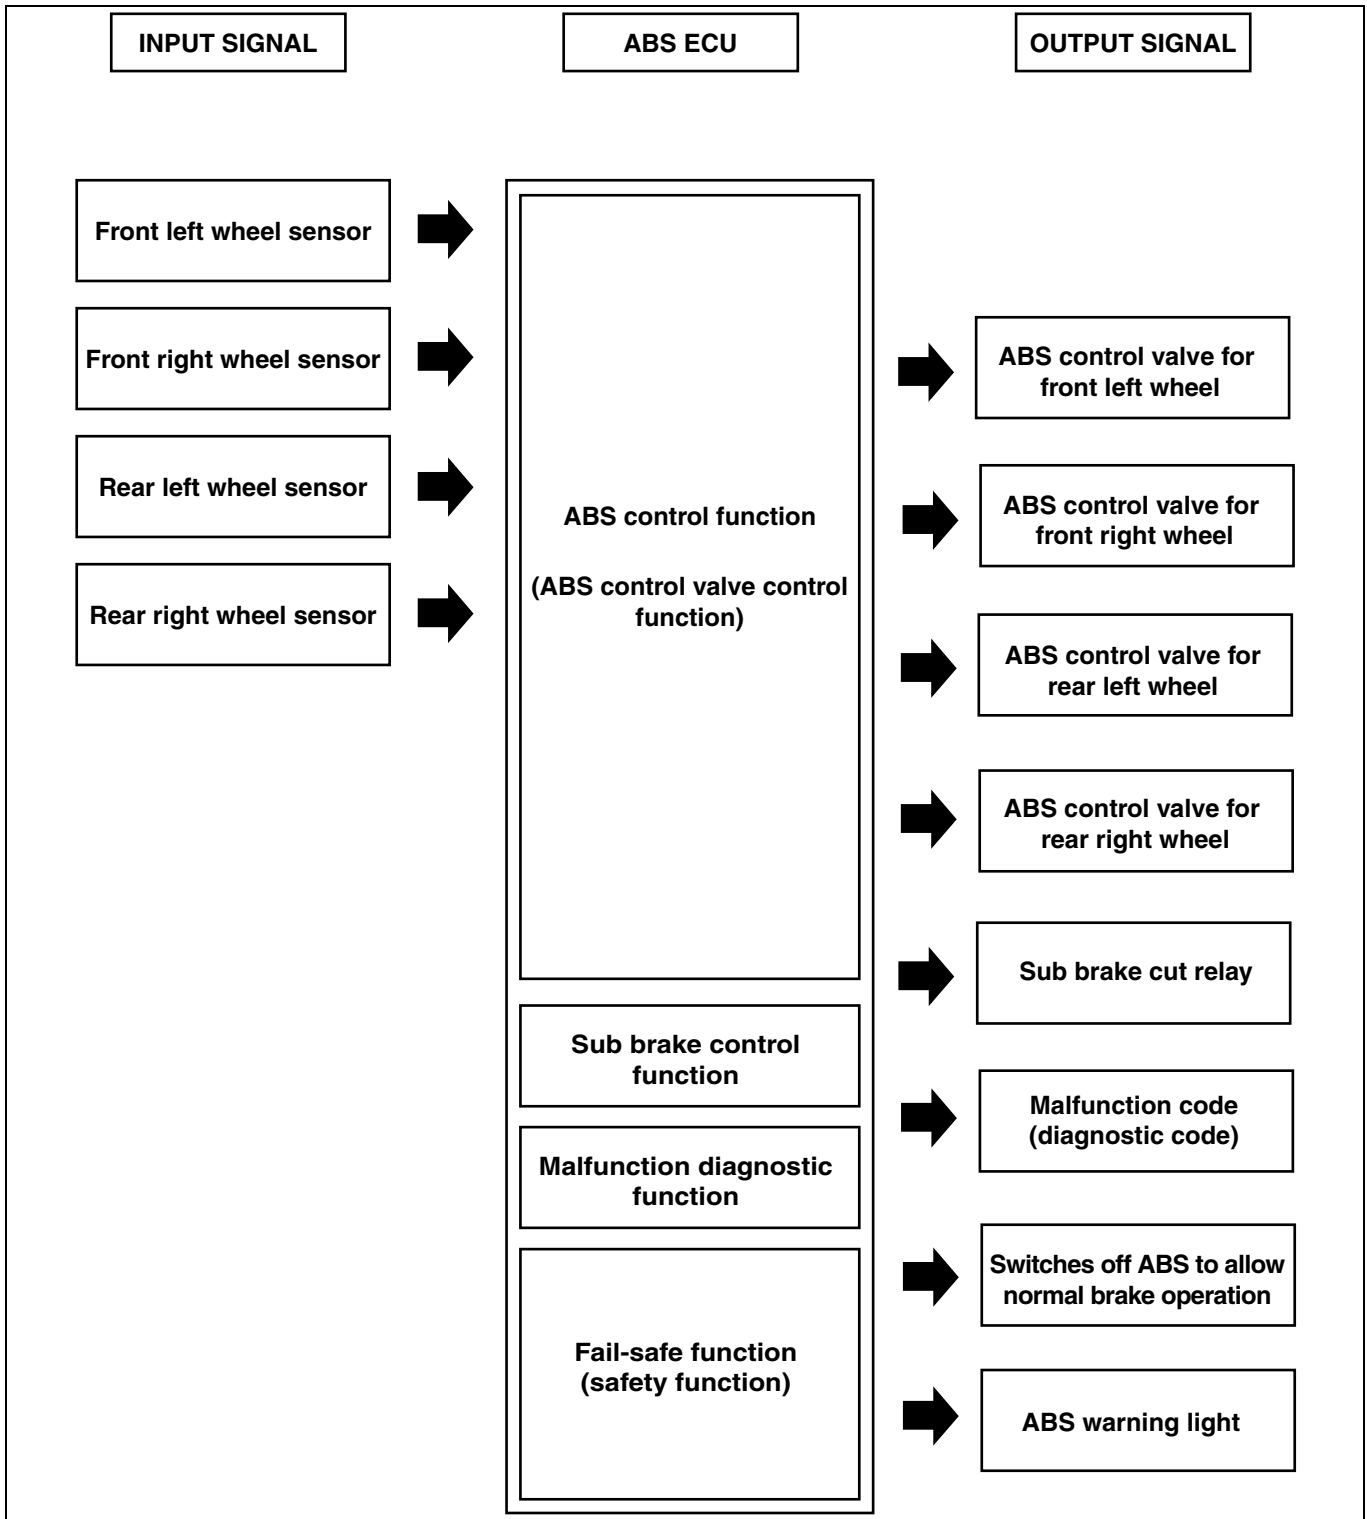 INPUT SIGNAL
ABS ECU
OUTPUT SIGNAL
Front left wheel sensor
Front right wheel sensor
Rear left wheel sensor
Rear right wheel sensor
ABS control function
(ABS control valve control
function)
Sub brake control
function
Malfunction diagnostic
function
Fail-safe function
(safety function)
ABS control valve for
front left wheel
ABS control valve for
front right wheel
ABS control valve for
rear left wheel
ABS control valve for
rear right wheel
Sub brake cut relay
Malfunction code
(diagnostic code)
Switches off ABS to allow
normal brake operation
ABS warning light